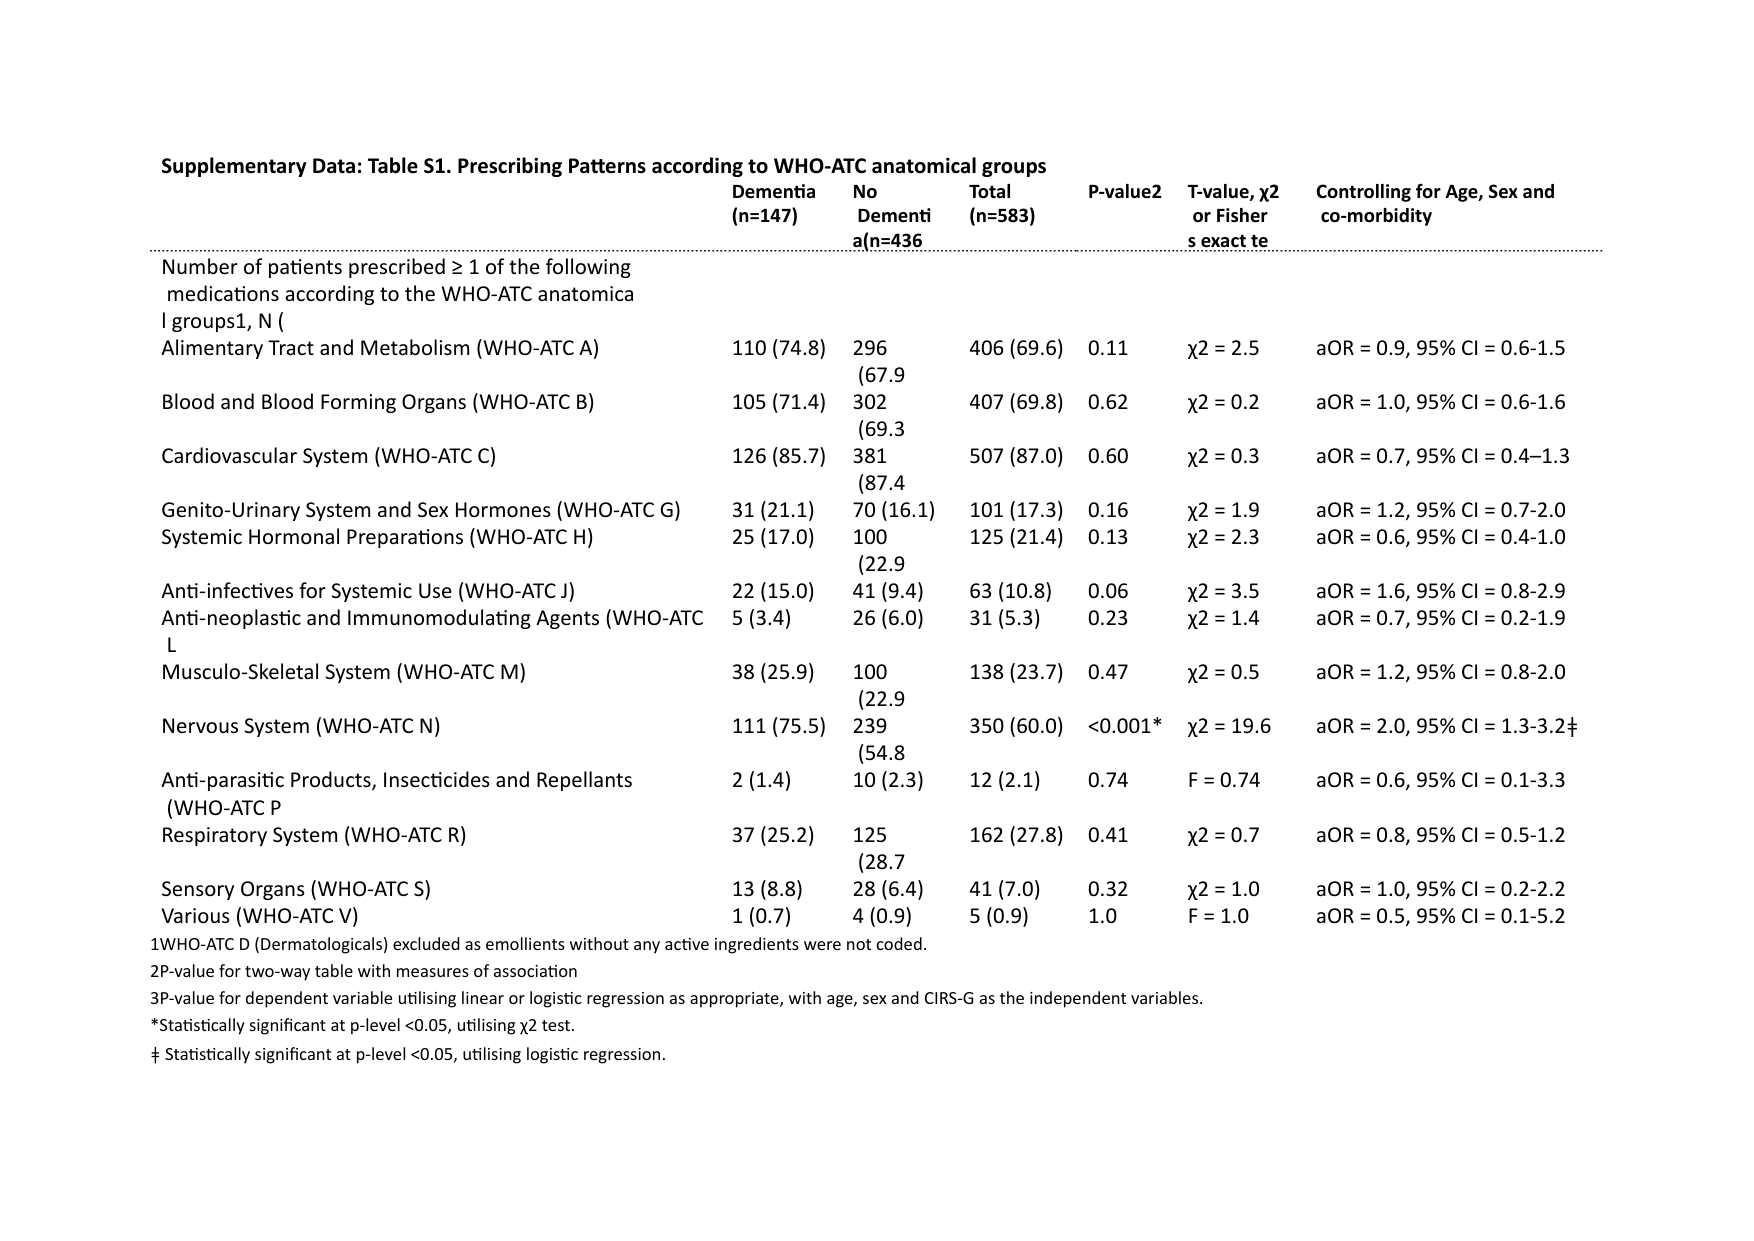 Supplementary Data: Table S1. Prescribing Patterns according to WHO-ATC anatomical groups
Dementia No Total P-value2 T-value, χ2 Controlling for Age, Sex and
(n=147) Dementi (n=583) or Fisher co-morbidity
a(n=436 s exact te
Number of patients prescribed ≥ 1 of the following
medications according to the WHO-ATC anatomica
l groups1, N (
Alimentary Tract and Metabolism (WHO-ATC A) 110 (74.8) 296 406 (69.6) 0.11 χ2 = 2.5 aOR = 0.9, 95% CI = 0.6-1.5
(67.9
Blood and Blood Forming Organs (WHO-ATC B) 105 (71.4) 302 407 (69.8) 0.62 χ2 = 0.2 aOR = 1.0, 95% CI = 0.6-1.6
(69.3
Cardiovascular System (WHO-ATC C) 126 (85.7) 381 507 (87.0) 0.60 χ2 = 0.3 aOR = 0.7, 95% CI = 0.4–1.3
(87.4
Genito-Urinary System and Sex Hormones (WHO-ATC G) 31 (21.1) 70 (16.1) 101 (17.3) 0.16 χ2 = 1.9 aOR = 1.2, 95% CI = 0.7-2.0
Systemic Hormonal Preparations (WHO-ATC H) 25 (17.0) 100 125 (21.4) 0.13 χ2 = 2.3 aOR = 0.6, 95% CI = 0.4-1.0
(22.9
Anti-infectives for Systemic Use (WHO-ATC J) 22 (15.0) 41 (9.4) 63 (10.8) 0.06 χ2 = 3.5 aOR = 1.6, 95% CI = 0.8-2.9
Anti-neoplastic and Immunomodulating Agents (WHO-ATC 5 (3.4) 26 (6.0) 31 (5.3) 0.23 χ2 = 1.4 aOR = 0.7, 95% CI = 0.2-1.9
L
Musculo-Skeletal System (WHO-ATC M) 38 (25.9) 100 138 (23.7) 0.47 χ2 = 0.5 aOR = 1.2, 95% CI = 0.8-2.0
(22.9
Nervous System (WHO-ATC N) 111 (75.5) 239 350 (60.0) <0.001* χ2 = 19.6 aOR = 2.0, 95% CI = 1.3-3.2ǂ
(54.8
Anti-parasitic Products, Insecticides and Repellants 2 (1.4) 10 (2.3) 12 (2.1) 0.74 F = 0.74 aOR = 0.6, 95% CI = 0.1-3.3
(WHO-ATC P
Respiratory System (WHO-ATC R) 37 (25.2) 125 162 (27.8) 0.41 χ2 = 0.7 aOR = 0.8, 95% CI = 0.5-1.2
(28.7
Sensory Organs (WHO-ATC S) 13 (8.8) 28 (6.4) 41 (7.0) 0.32 χ2 = 1.0 aOR = 1.0, 95% CI = 0.2-2.2
Various (WHO-ATC V) 1 (0.7) 4 (0.9) 5 (0.9) 1.0 F = 1.0 aOR = 0.5, 95% CI = 0.1-5.2
1WHO-ATC D (Dermatologicals) excluded as emollients without any active ingredients were not coded.
2P-value for two-way table with measures of association
3P-value for dependent variable utilising linear or logistic regression as appropriate, with age, sex and CIRS-G as the independent variables.
*Statistically significant at p-level <0.05, utilising χ2 test.
ǂ Statistically significant at p-level <0.05, utilising logistic regression.